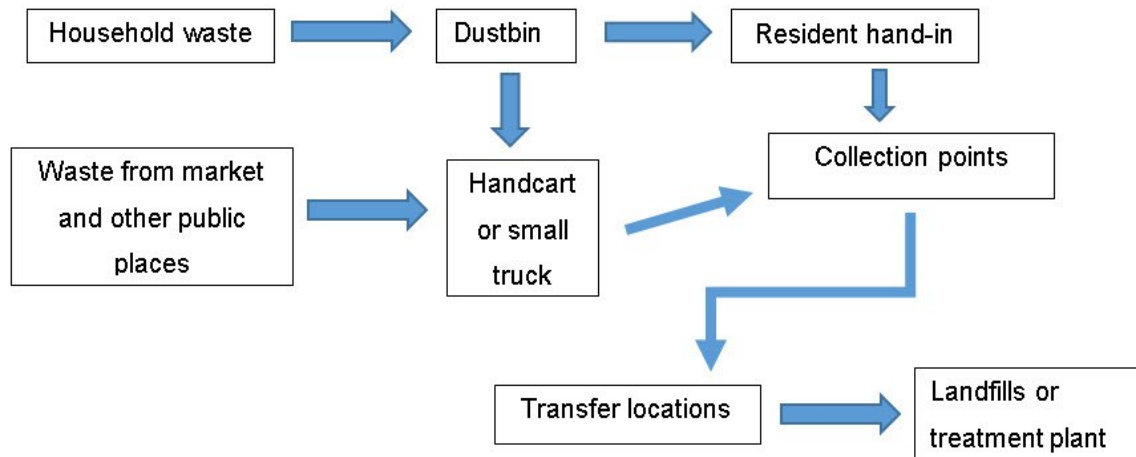 Household waste
Dustbin
Resident hand-in
Waste from market
and other public
places
Handcart
or small
truck
Collection points
Transfer locations
Landfills or
treatment plant